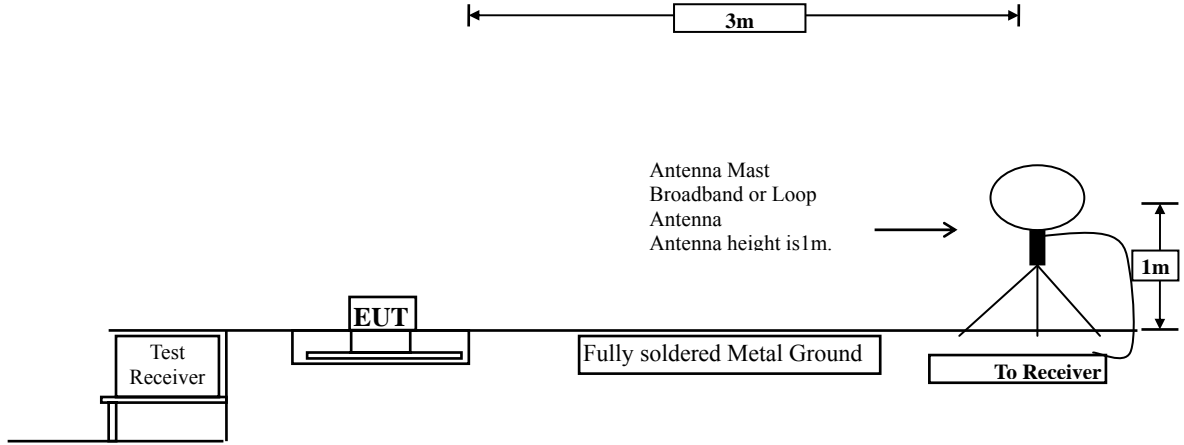 3m
Antenna Mast
Broadband or Loop
Antenna
Antenna height is1m.
1m
EUT
Test
Receiver
Fully soldered Metal Ground
To Receiver